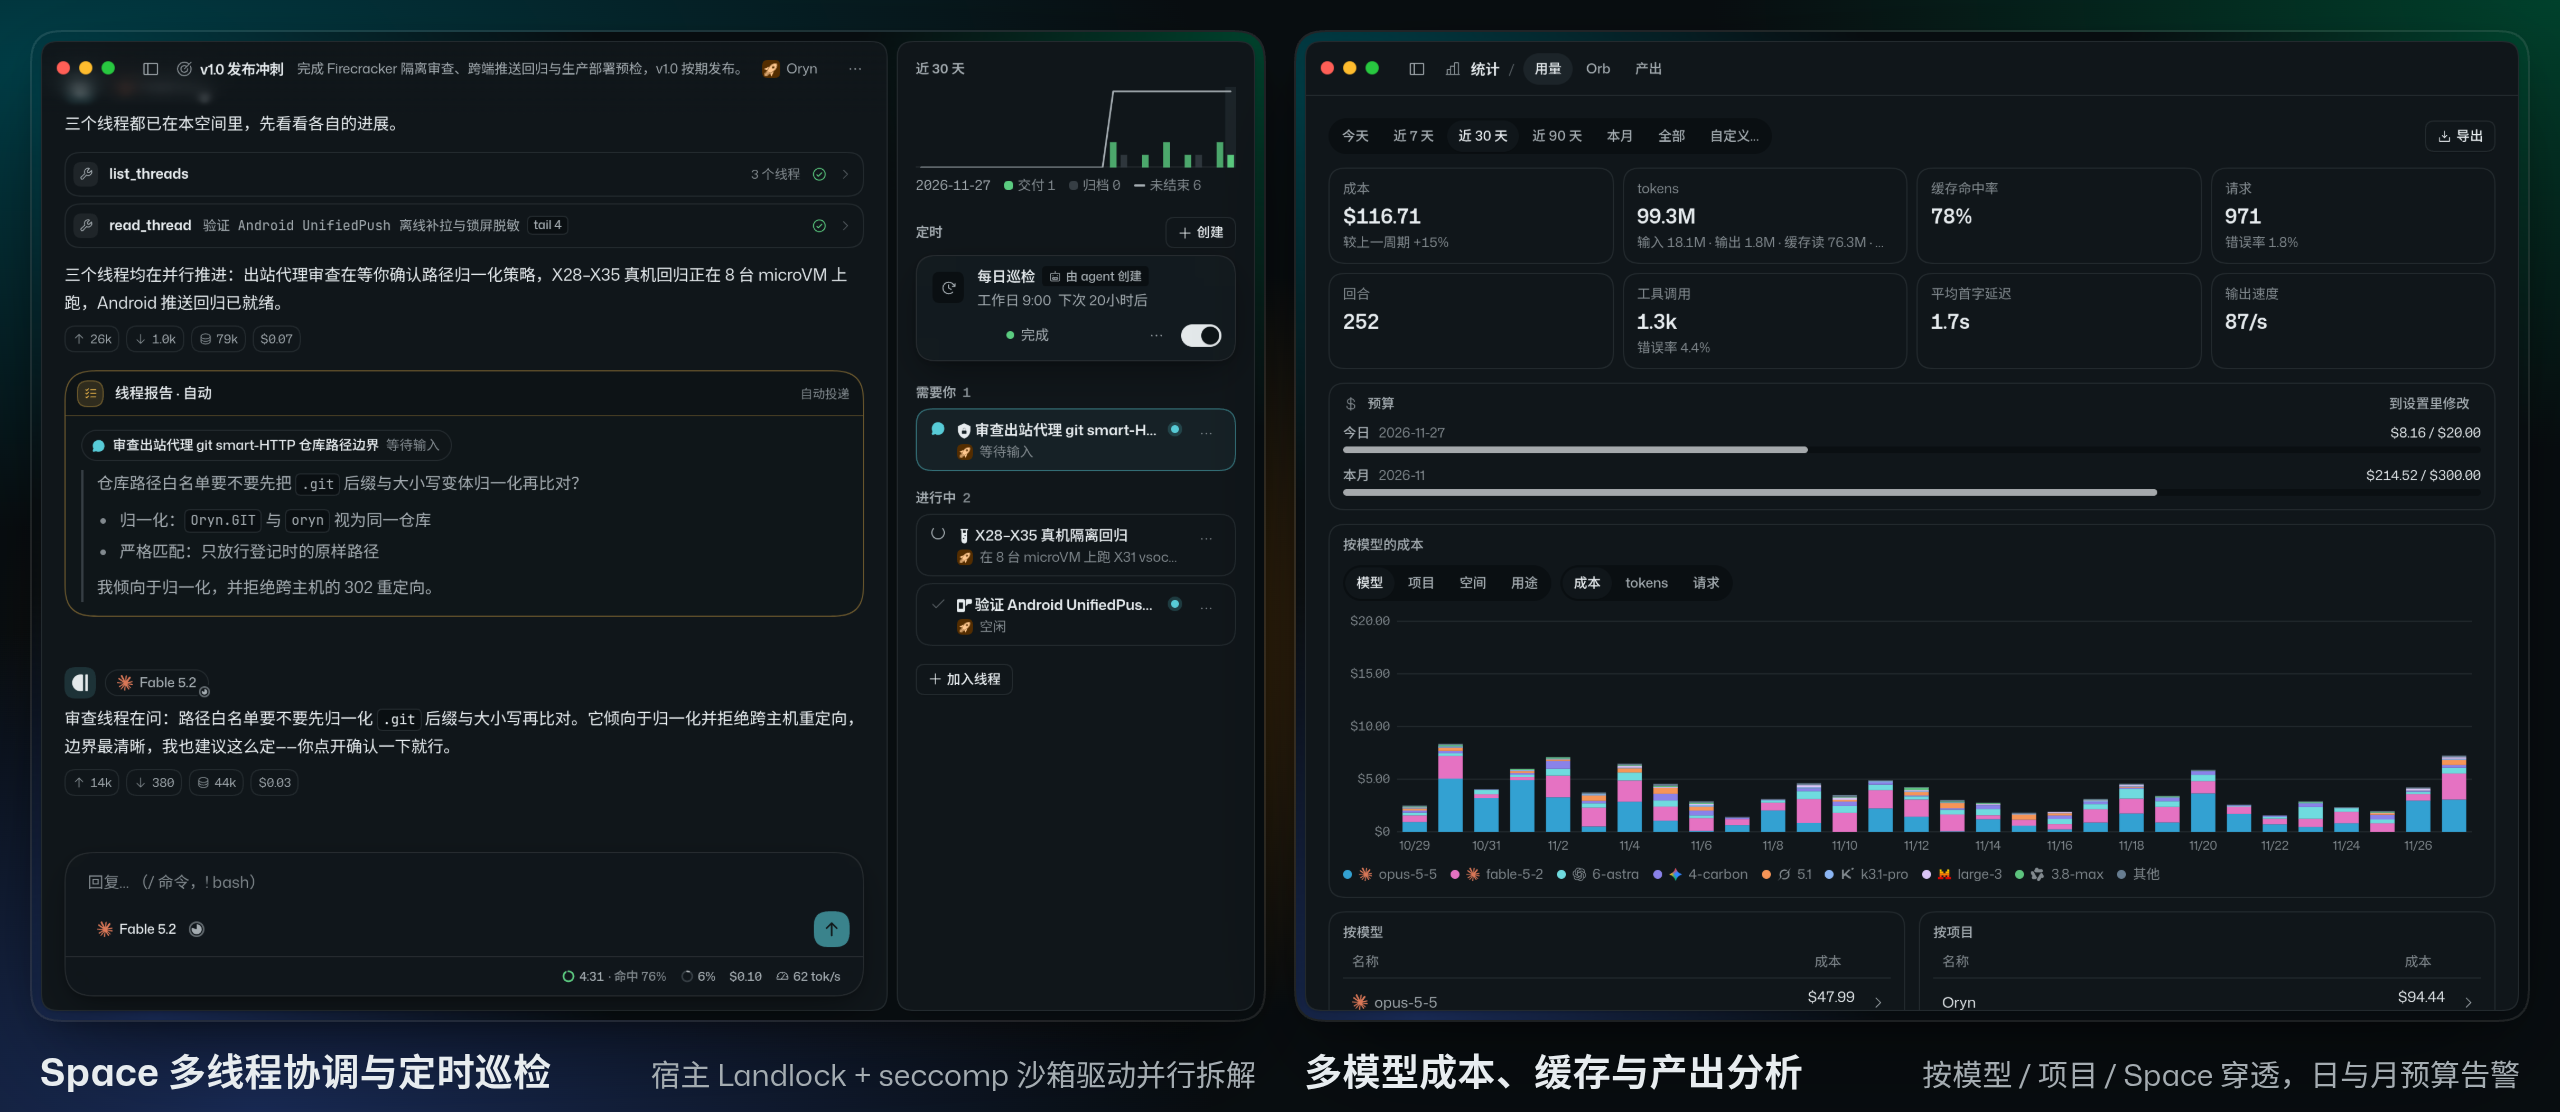 v1.0 发布冲刺 完成 Firecracker 隔离审查、跨端推送回归与生产部署预检，v1.0 按期发布。 Oryn ...
三个线程都已在本空间里，先看看各自的进展。
list_threads 3 个线程
read_thread 验证 Android UnifiedPush 离线补拉与锁屏脱敏 tail 4
三个线程均在并行推进：出站代理审查在等你确认路径归一化策略，X28–X35 真机回归正在 8 台 microVM 上
跑，Android 推送回归已就绪。
↑ 26k ↓ 1.0k 79k $0.07
线程报告 · 自动 自动投递
审查出站代理 git smart-HTTP 仓库路径边界 等待输入
仓库路径白名单要不要先把 .git 后缀与大小写变体归一化再比对？
• 归一化：Oryn.GIT 与 oryn 视为同一仓库
• 严格匹配：只放行登记时的原样路径
我倾向于归一化，并拒绝跨主机的 302 重定向。
Fable 5.2
审查线程在问：路径白名单要不要先归一化 .git 后缀与大小写再比对。它倾向于归一化并拒绝跨主机重定向，
边界最清晰，我也建议这么定——你点开确认一下就行。
↑ 14k ↓ 380 44k $0.03
回复...（/ 命令，! bash）
Fable 5.2
4:31 · 命中 76% 6% $0.10 62 tok/s
近 30 天
2026-11-27 交付 1 归档 0 未结束 6
定时 + 创建
每日巡检 由 agent 创建
工作日 9:00 下次 20小时后
完成 ...
需要你 1
审查出站代理 git smart-H... ...
等待输入
进行中 2
X28–X35 真机隔离回归 ...
在 8 台 microVM 上跑 X31 vsoc...
验证 Android UnifiedPus... ...
空闲
+ 加入线程
Space 多线程协调与定时巡检 宿主 Landlock + seccomp 沙箱驱动并行拆解
统计 / 用量 Orb 产出
今天 近 7 天 近 30 天 近 90 天 本月 全部 自定义... 导出
成本 tokens 缓存命中率 请求
$116.71 99.3M 78% 971
较上一周期 +15% 输入 18.1M · 输出 1.8M · 缓存读 76.3M · ... 错误率 1.8%
回合 工具调用 平均首字延迟 输出速度
252 1.3k 1.7s 87/s
错误率 4.4%
$ 预算 到设置里修改
今日 2026-11-27 $8.16 / $20.00
本月 2026-11 $214.52 / $300.00
按模型的成本
模型 项目 空间 用途 成本 tokens 请求
$20.00
$15.00
$10.00
$5.00
$0
10/29 10/31 11/2 11/4 11/6 11/8 11/10 11/12 11/14 11/16 11/18 11/20 11/22 11/24 11/26
opus-5-5 fable-5-2 6-astra 4-carbon 5.1 k3.1-pro large-3 3.8-max 其他
按模型 按项目
名称 成本 名称 成本
opus-5-5 $47.99 Oryn $94.44
多模型成本、缓存与产出分析 按模型 / 项目 / Space 穿透，日与月预算告警